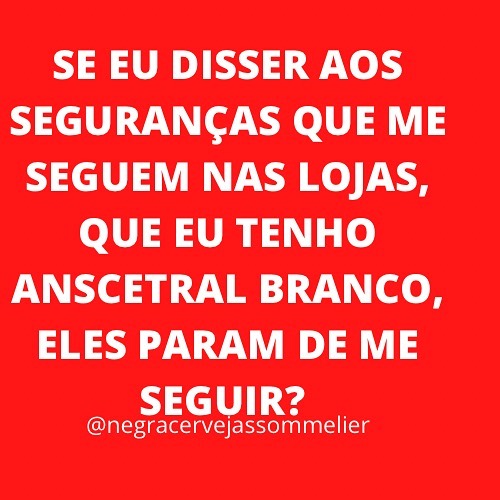 SE EU DISSER AOS
SEGURANÇAS QUE ME
SEGUEM NAS LOJAS,
QUE EU TENHO
ANSCETRAL BRANCO,
ELES PARAM DE ME
SEGUIR?
@negracervejassommelier